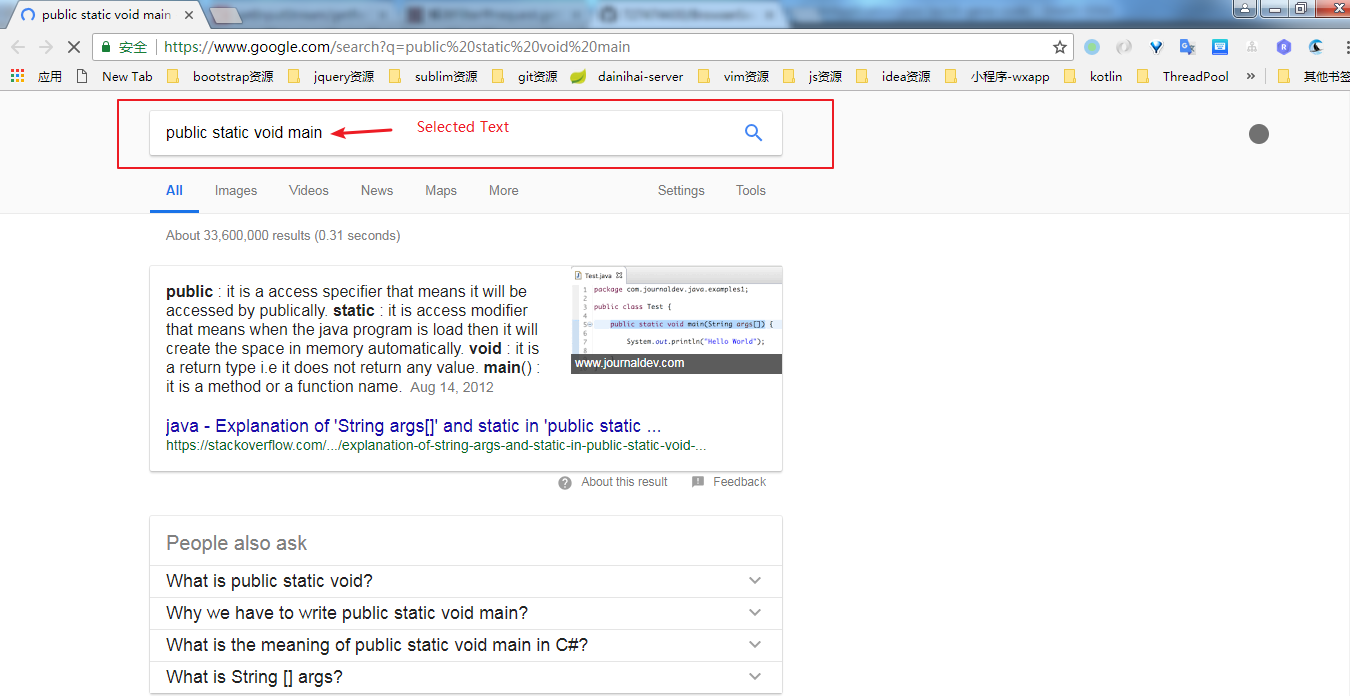 public static void main
安全 https://www.google.com/search?q=public%20static%20void%20main
应用 New Tab bootstrap资源 jquery资源 sublim资源 git资源 dainihai-server vim资源 js资源 idea资源 小程序-wxapp kotlin ThreadPool » 其他书签
public static void main Selected Text
All Images Videos News Maps More Settings Tools
About 33,600,000 results (0.31 seconds)
public : it is a access specifier that means it will be
accessed by publically. static : it is access modifier
that means when the java program is load then it will
create the space in memory automatically. void : it is
a return type i.e it does not return any value. main() :
it is a method or a function name. Aug 14, 2012
Test.java
1 package com.journaldev.java.examples1;
2
3 public class Test {
4
5 public static void main(String args[]) {
6
7 System.out.println("Hello World");
8
www.journaldev.com
java - Explanation of 'String args[]' and static in 'public static ...
https://stackoverflow.com/.../explanation-of-string-args-and-static-in-public-static-void-...
About this result Feedback
People also ask
What is public static void?
Why we have to write public static void main?
What is the meaning of public static void main in C#?
What is String [] args?